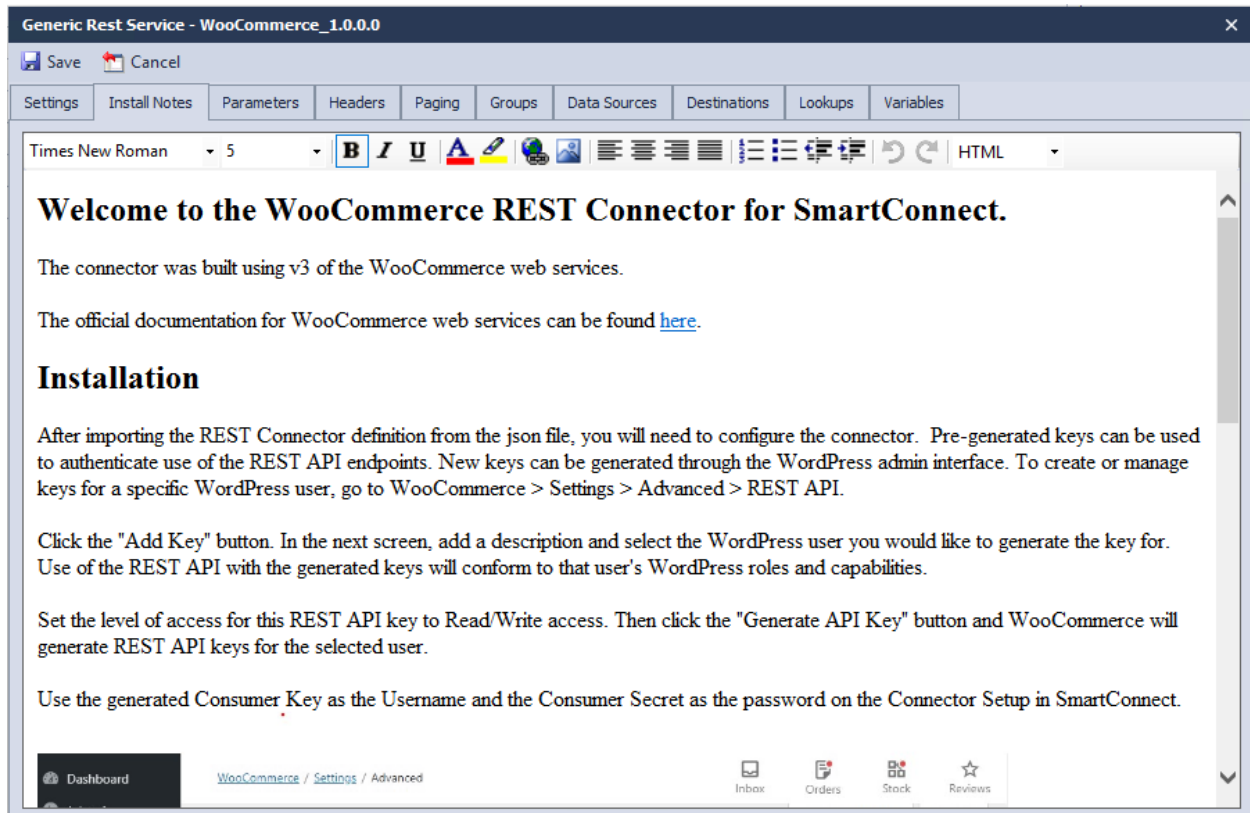 Generic Rest Service - WooCommerce_1.0.0.0
Save Cancel
Settings Install Notes Parameters Headers Paging Groups Data Sources Destinations Lookups Variables
Times New Roman 5 B I U A HTML
Welcome to the WooCommerce REST Connector for SmartConnect.
The connector was built using v3 of the WooCommerce web services.
The official documentation for WooCommerce web services can be found here.
Installation
After importing the REST Connector definition from the json file, you will need to configure the connector.  Pre-generated keys can be used
to authenticate use of the REST API endpoints. New keys can be generated through the WordPress admin interface. To create or manage
keys for a specific WordPress user, go to WooCommerce > Settings > Advanced > REST API.
Click the "Add Key" button. In the next screen, add a description and select the WordPress user you would like to generate the key for.
Use of the REST API with the generated keys will conform to that user's WordPress roles and capabilities.
Set the level of access for this REST API key to Read/Write access. Then click the "Generate API Key" button and WooCommerce will
generate REST API keys for the selected user.
Use the generated Consumer Key as the Username and the Consumer Secret as the password on the Connector Setup in SmartConnect.
Dashboard WooCommerce / Settings / Advanced
Inbox Orders Stock Reviews